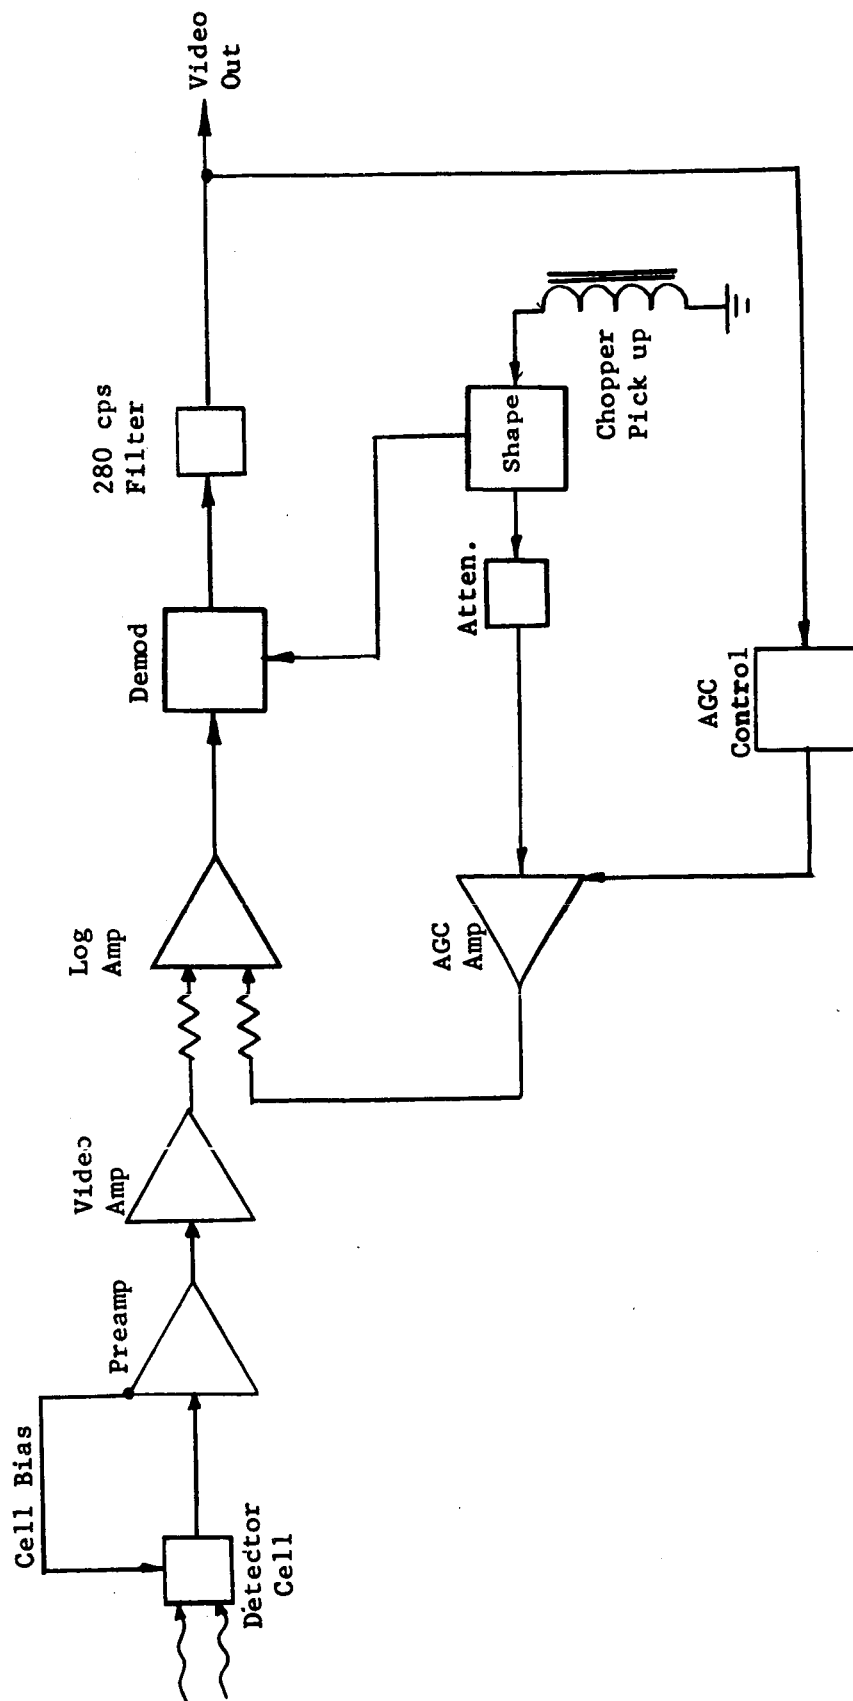 Cell Bias
Detector
Cell
Preamp
Video
Amp
Log
Amp
Demod
280 cps
Filter
Video
Out
AGC
Amp
Atten.
Shape
Chopper
Pick up
AGC
Control